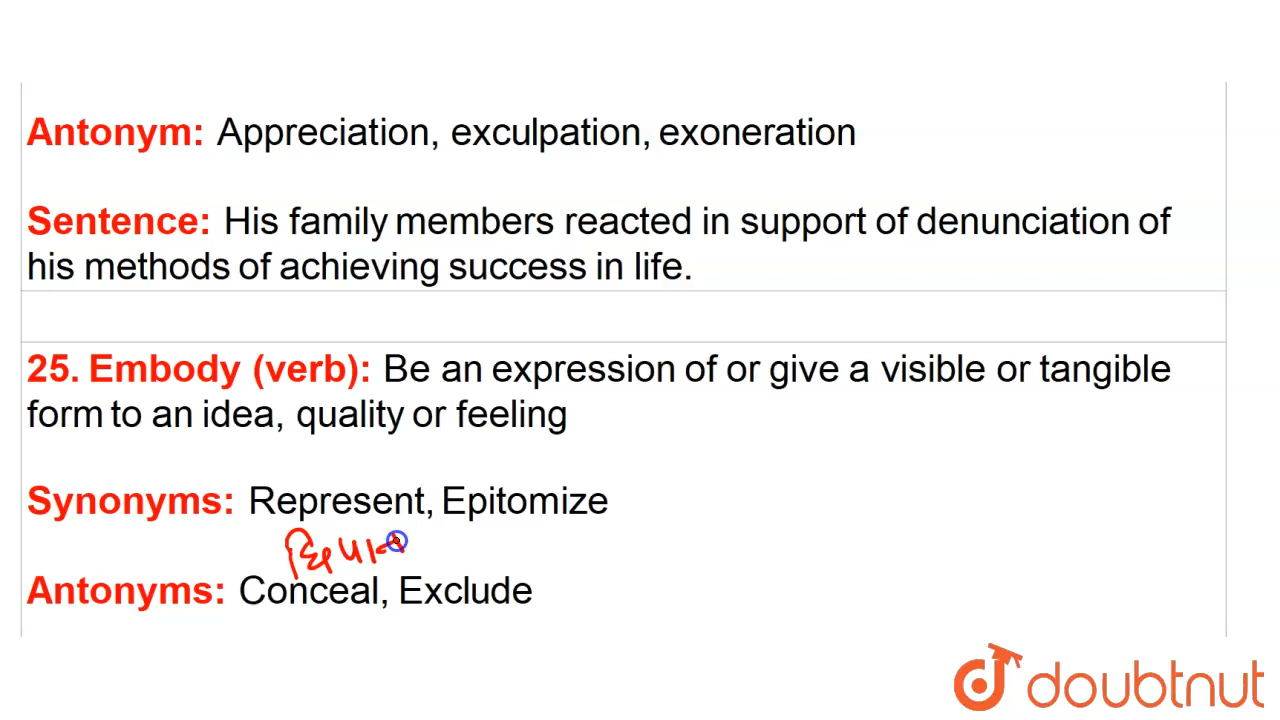 Antonym: Appreciation, exculpation, exoneration
Sentence: His family members reacted in support of denunciation of
his methods of achieving success in life.
25. Embody (verb): Be an expression of or give a visible or tangible
form to an idea, quality or feeling
Synonyms: Represent, Epitomize
Antonyms: Conceal, Exclude
doubtnut